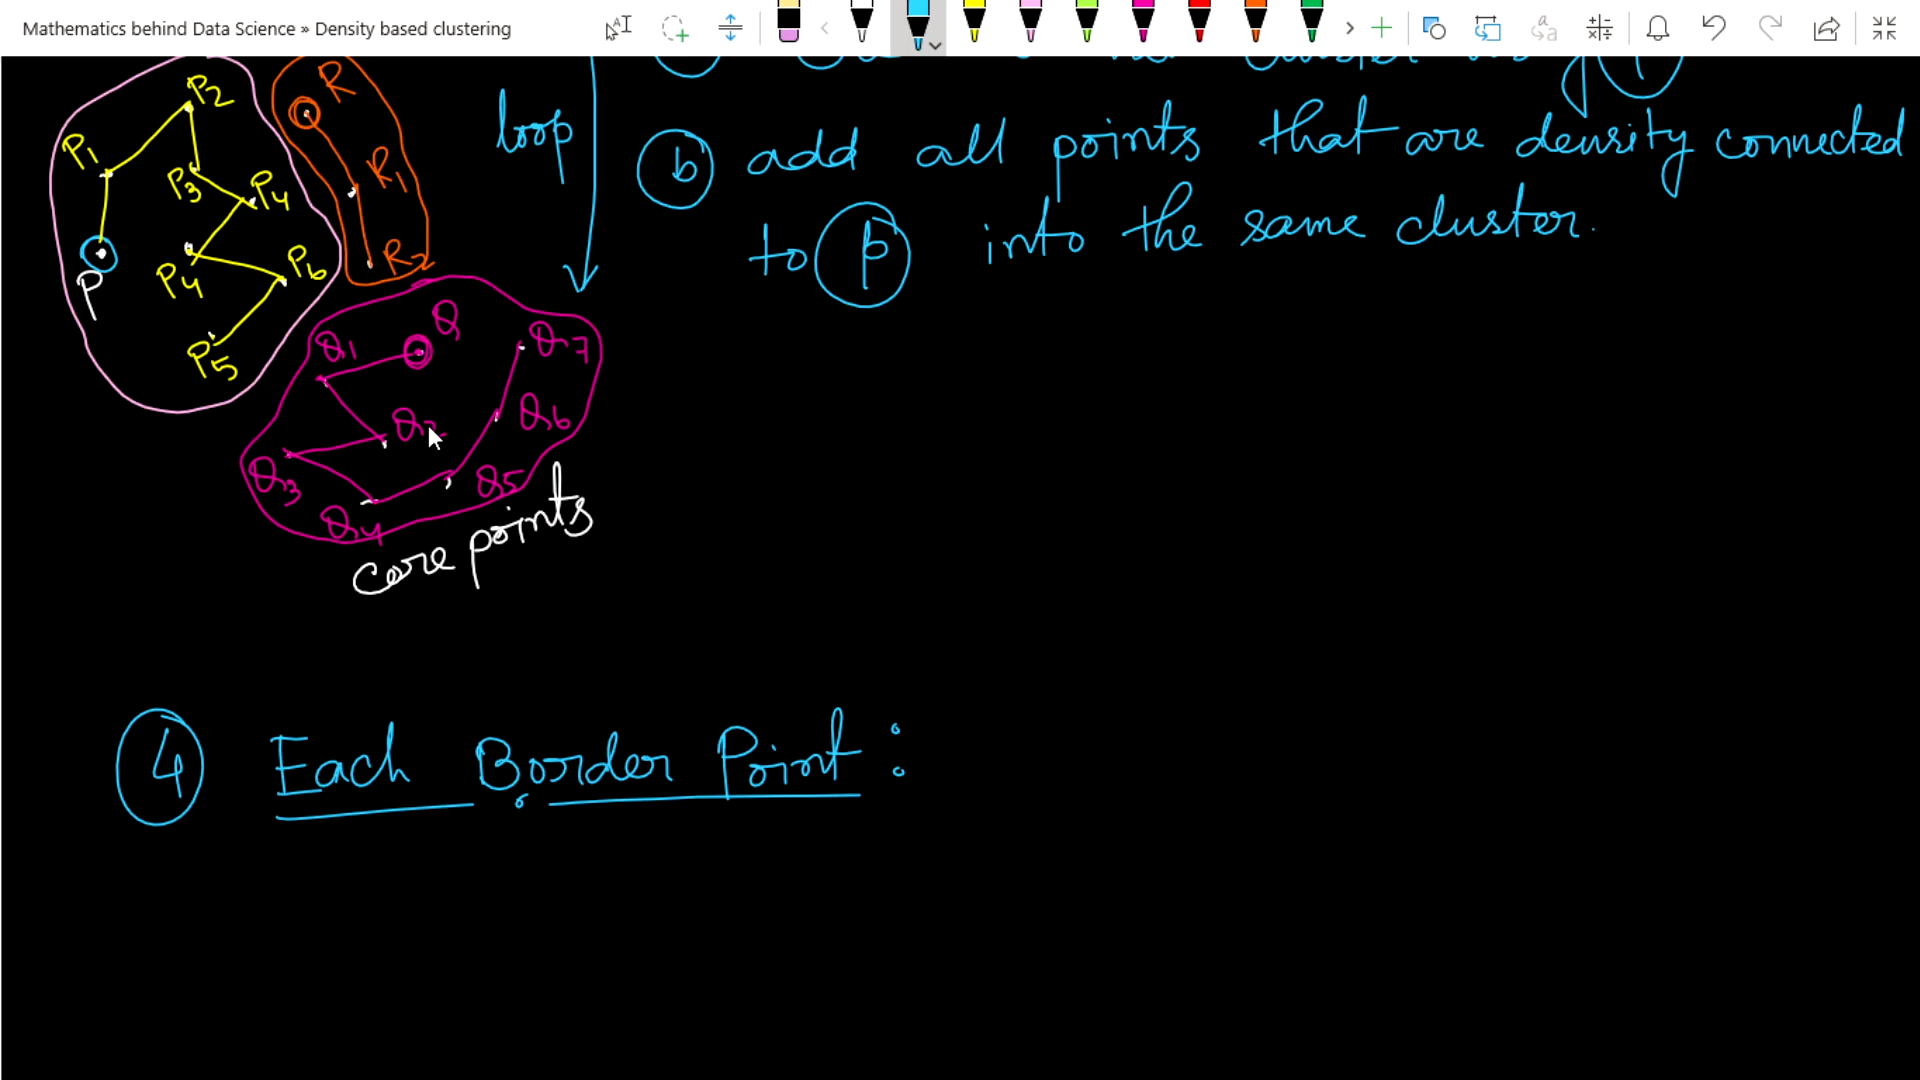 Mathematics behind Data Science » Density based clustering
P2
R
P1
loop
P3
P4
R1
b add all points that are density connected
to p into the same cluster.
P
P4
P6
R2
P5
Q1
Q
Q7
Q2
Q6
Q3
Q5
Q4
core points
4 Each Border Point :